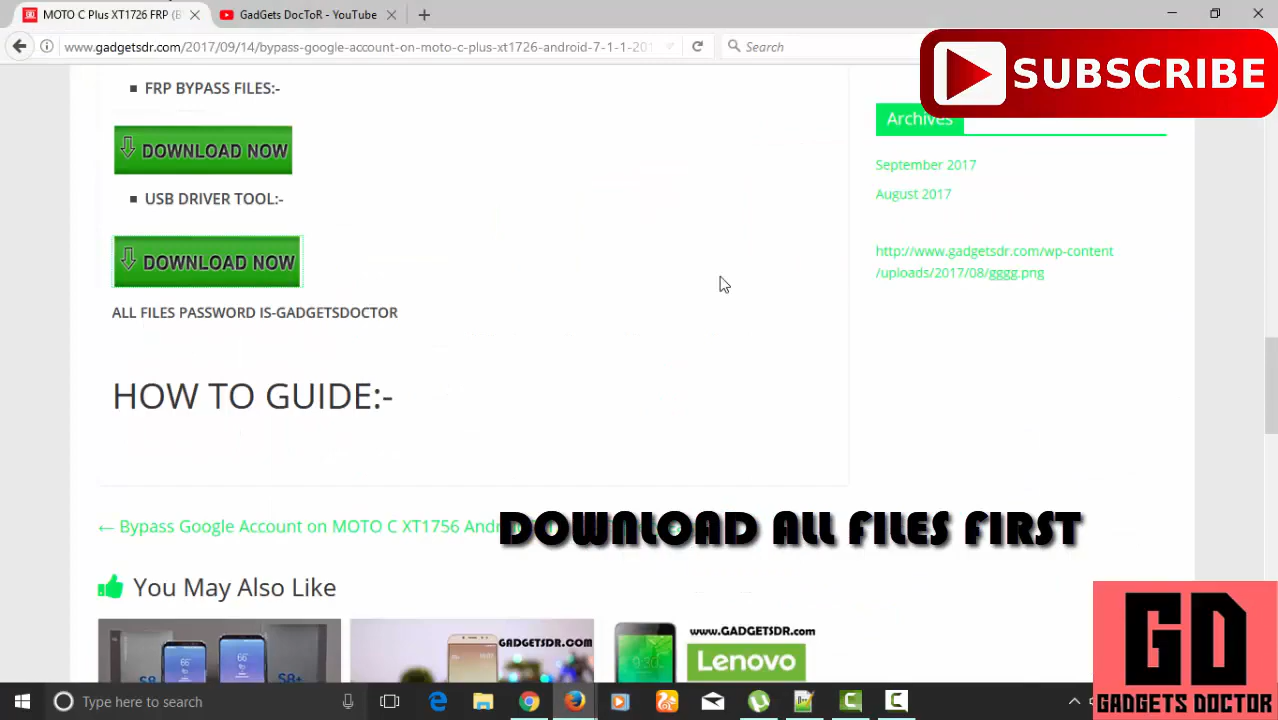 MOTO C Plus XT1726 FRP (B
GadGets DocToR - YouTube
www.gadgetsdr.com/2017/09/14/bypass-google-account-on-moto-c-plus-xt1726-android-7-1-1-201
Search
SUBSCRIBE
FRP BYPASS FILES:-
DOWNLOAD NOW
USB DRIVER TOOL:-
DOWNLOAD NOW
ALL FILES PASSWORD IS-GADGETSDOCTOR
HOW TO GUIDE:-
Archives
September 2017
August 2017
http://www.gadgetsdr.com/wp-content
/uploads/2017/08/gggg.png
← Bypass Google Account on MOTO C XT1756 Andr
DOWNLOAD ALL FILES FIRST
You May Also Like
S8
S8+
GADGETSDR.COM
www.GADGETSDR.com
Lenovo
GD
GADGETS DOCTOR
Type here to search